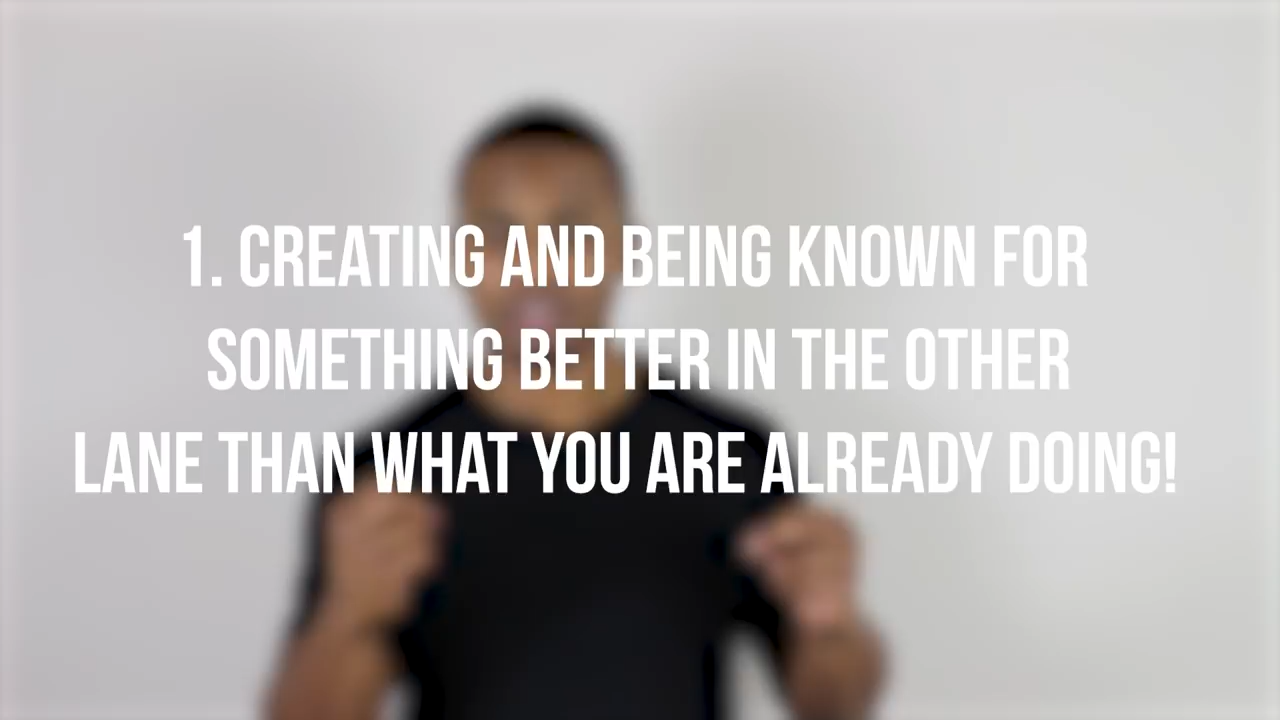 1. CREATING AND BEING KNOWN FOR
SOMETHING BETTER IN THE OTHER
LANE THAN WHAT YOU ARE ALREADY DOING!